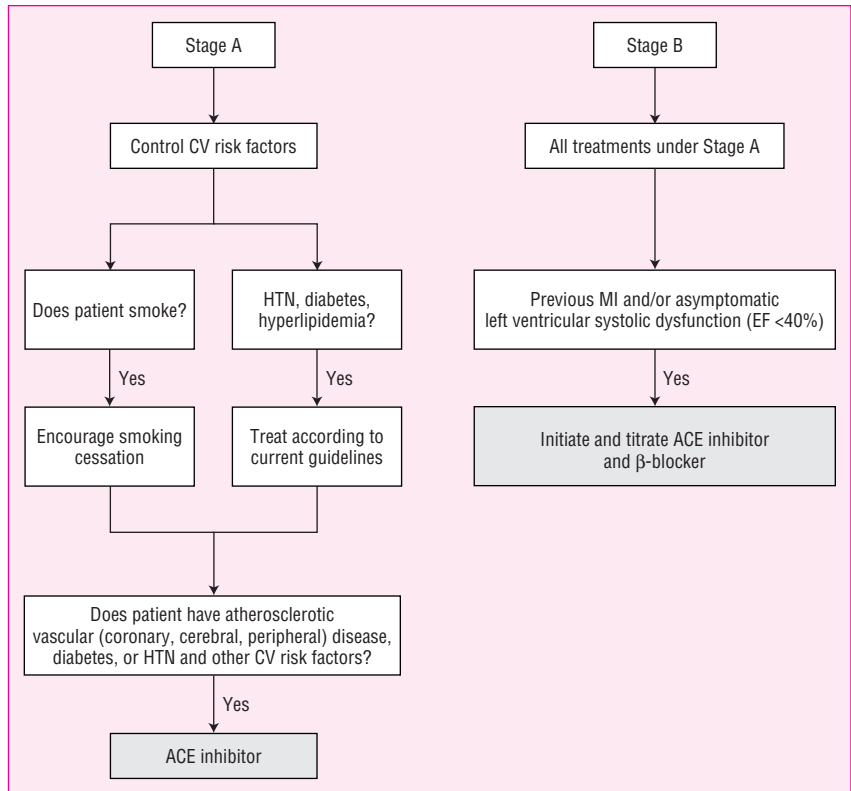 Stage A
Control CV risk factors
Does patient smoke?
Yes
Encourage smoking
cessation
HTN, diabetes,
hyperlipidemia?
Yes
Treat according to
current guidelines
Does patient have atherosclerotic
vascular (coronary, cerebral, peripheral) disease,
diabetes, or HTN and other CV risk factors?
Yes
ACE inhibitor
Stage B
All treatments under Stage A
Previous MI and/or asymptomatic
left ventricular systolic dysfunction (EF <40%)
Yes
Initiate and titrate ACE inhibitor
and β-blocker